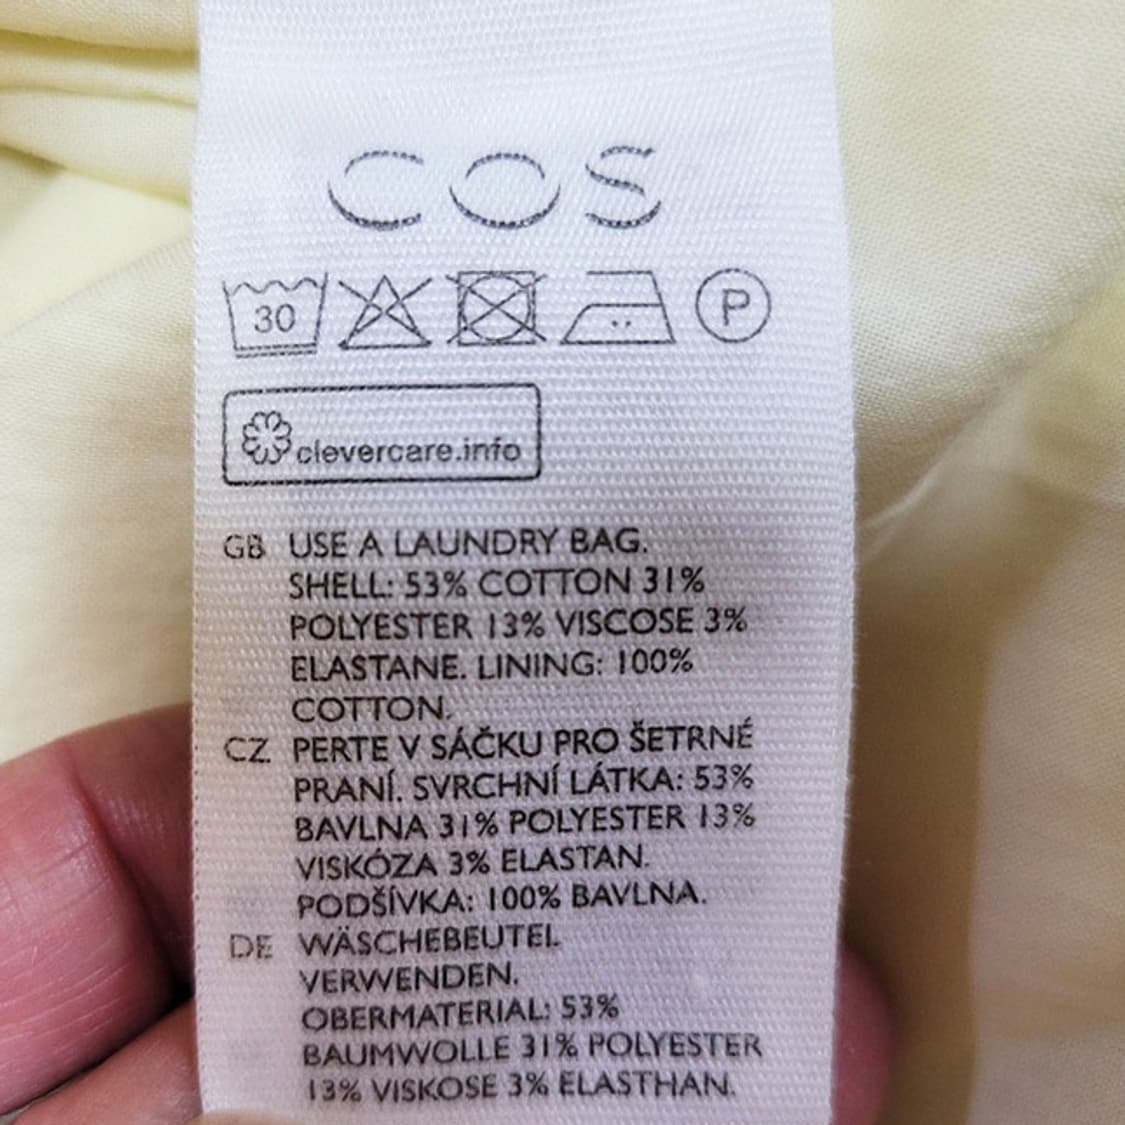 COS
30
P
clevercare.info
GB USE A LAUNDRY BAG.
SHELL: 53% COTTON 31%
POLYESTER 13% VISCOSE 3%
ELASTANE. LINING: 100%
COTTON.
CZ PERTE V SÁČKU PRO ŠETRNÉ
PRANÍ. SVRCHNÍ LÁTKA: 53%
BAVLNA 31% POLYESTER 13%
VISKÓZA 3% ELASTAN.
PODŠÍVKA: 100% BAVLNA.
DE WÄSCHEBEUTEL
VERWENDEN.
OBERMATERIAL: 53%
BAUMWOLLE 31% POLYESTER
13% VISKOSE 3% ELASTHAN.